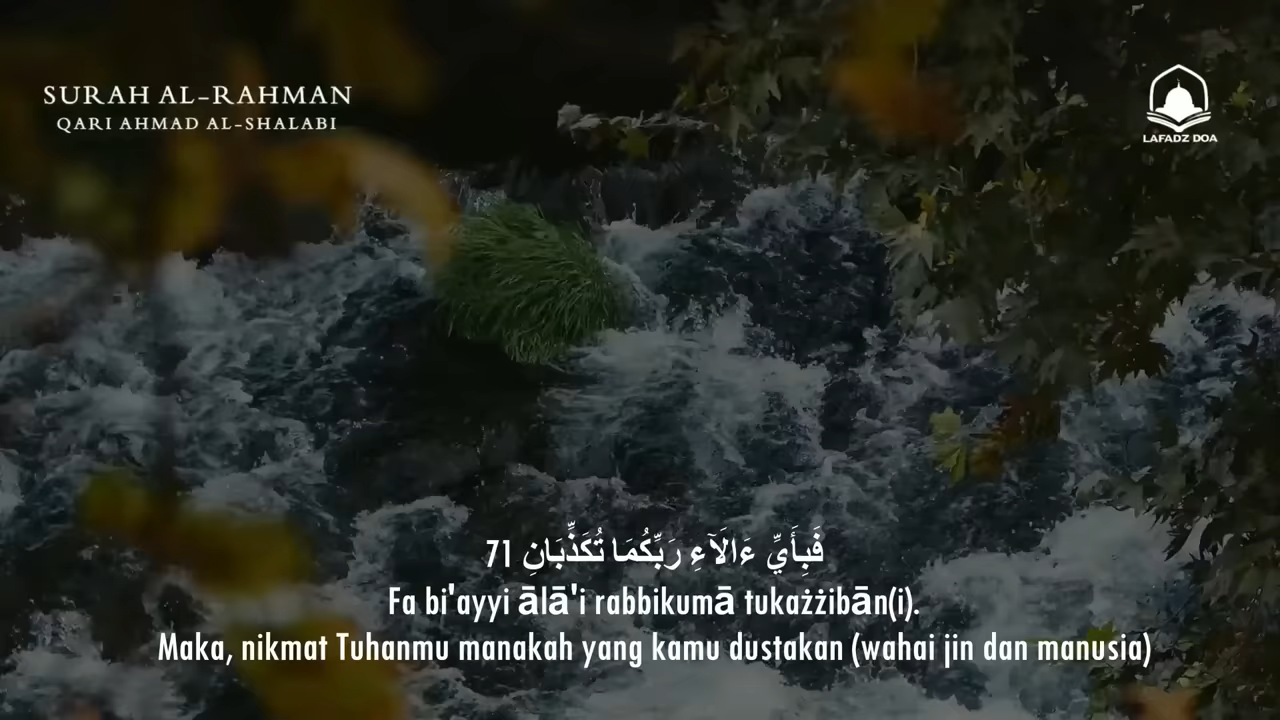 SURAH AL-RAHMAN
QARI AHMAD AL-SHALABI
LAFADZ DOA
فَبِأَيِّ ءَالَآءِ رَبِّكُمَا تُكَذِّبَانِ 71
Fa bi'ayyi ālā'i rabbikumā tukażżibān(i).
Maka, nikmat Tuhanmu manakah yang kamu dustakan (wahai jin dan manusia)